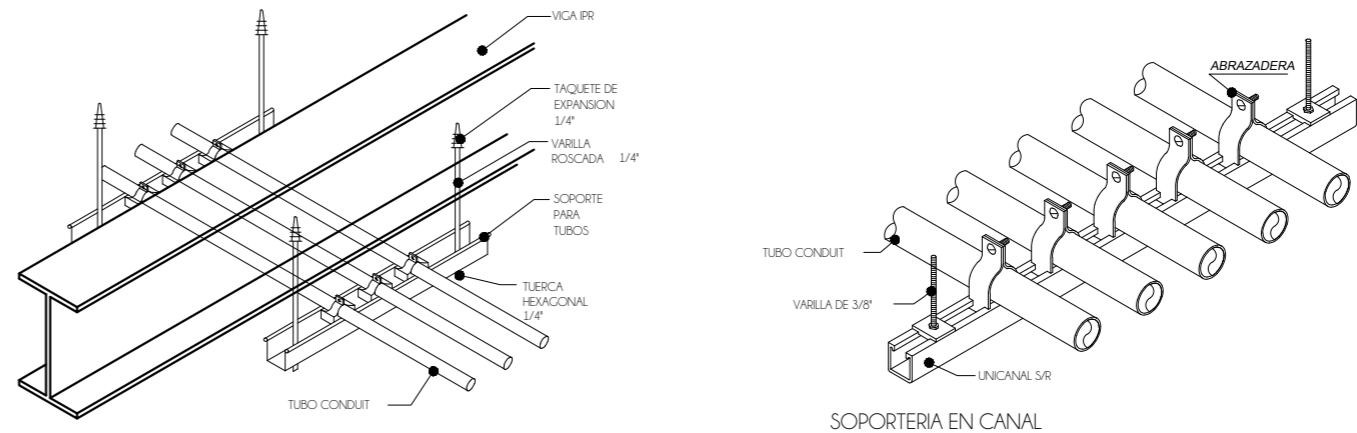 VIGA IPR
TAQUETE DE
EXPANSION
1/4"
VARILLA
ROSCADA 1/4"
SOPORTE
PARA
TUBOS
TUERCA
HEXAGONAL
1/4"
TUBO CONDUIT
ABRAZADERA
TUBO CONDUIT
VARILLA DE 3/8"
UNICANAL S/R
SOPORTERIA EN CANAL